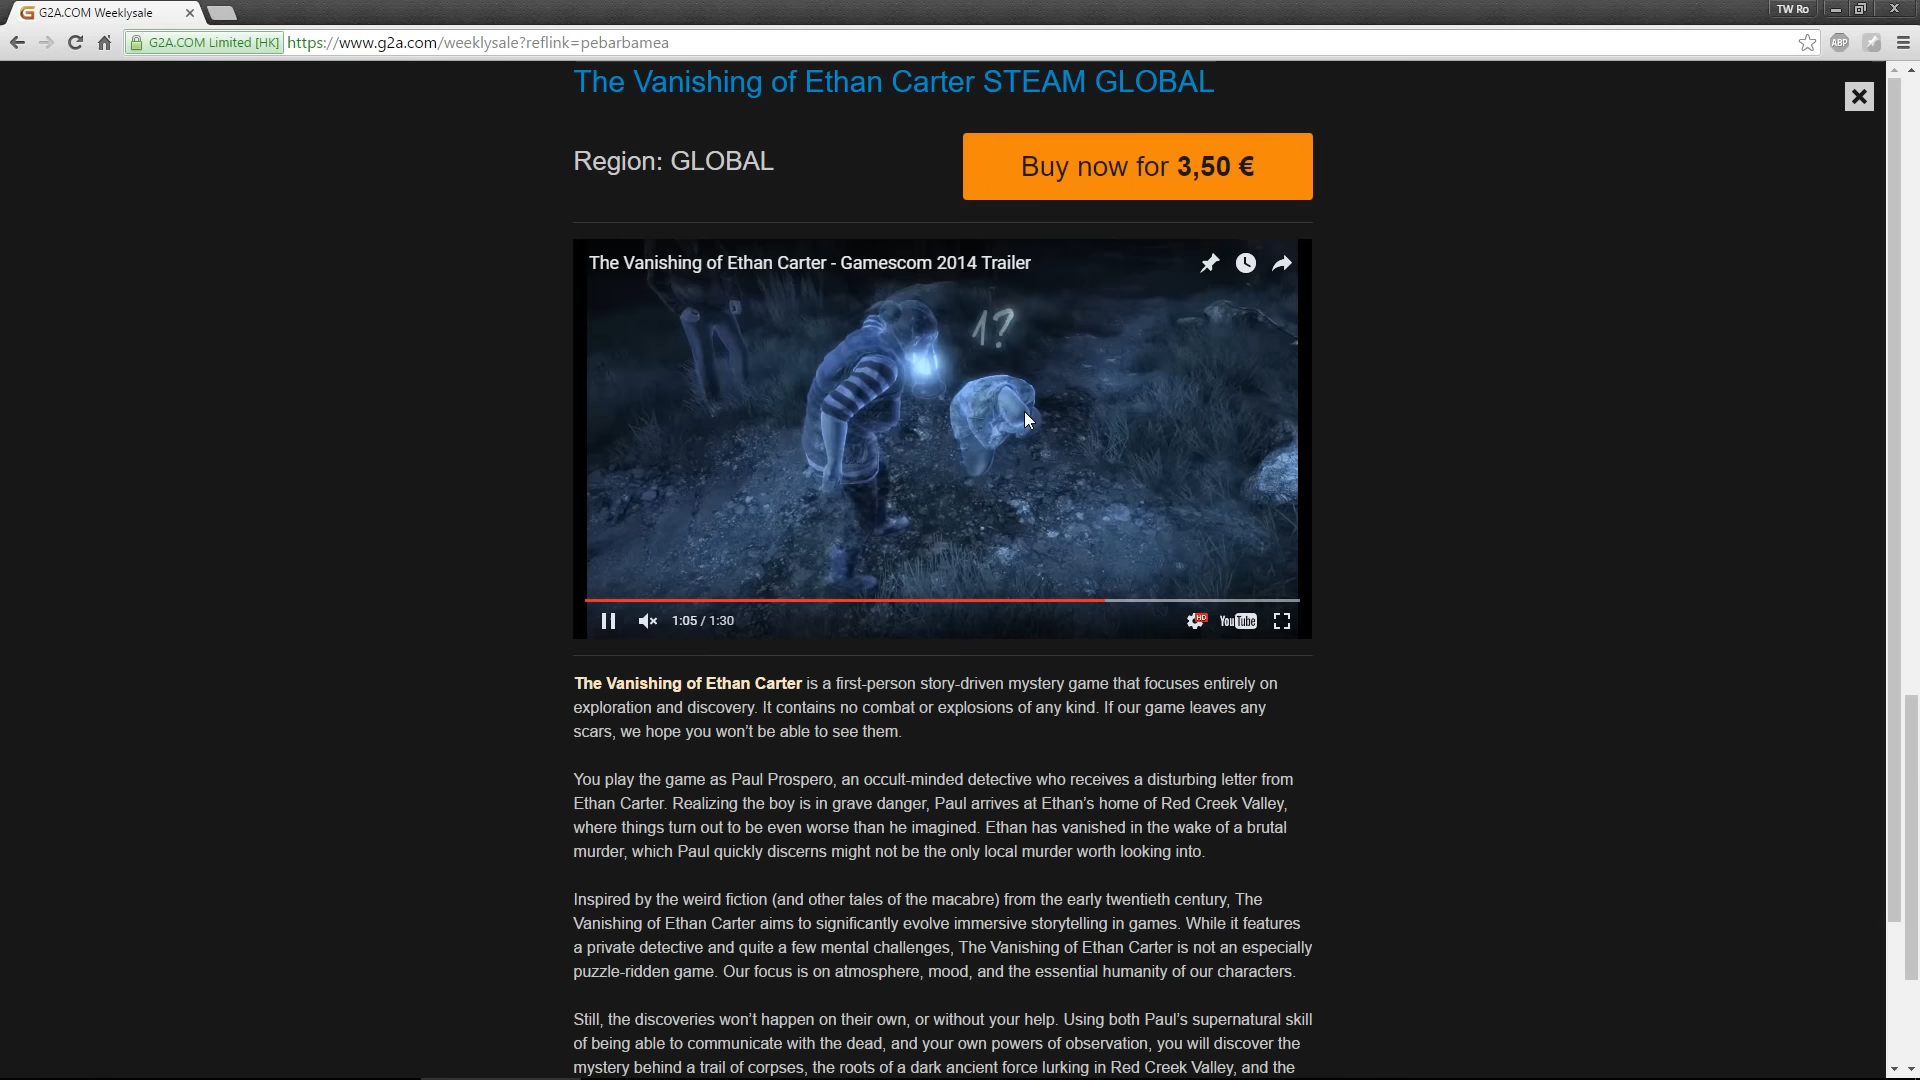 G2A.COM Weeklysale
TW Ro
G2A.COM Limited [HK]
https://www.g2a.com/weeklysale?reflink=pebarbamea
ABP
The Vanishing of Ethan Carter STEAM GLOBAL
Region: GLOBAL
Buy now for 3,50 €
The Vanishing of Ethan Carter - Gamescom 2014 Trailer
1?
1:05 / 1:30
HD
YouTube
The Vanishing of Ethan Carter is a first-person story-driven mystery game that focuses entirely on
exploration and discovery. It contains no combat or explosions of any kind. If our game leaves any
scars, we hope you won’t be able to see them.
You play the game as Paul Prospero, an occult-minded detective who receives a disturbing letter from
Ethan Carter. Realizing the boy is in grave danger, Paul arrives at Ethan’s home of Red Creek Valley,
where things turn out to be even worse than he imagined. Ethan has vanished in the wake of a brutal
murder, which Paul quickly discerns might not be the only local murder worth looking into.
Inspired by the weird fiction (and other tales of the macabre) from the early twentieth century, The
Vanishing of Ethan Carter aims to significantly evolve immersive storytelling in games. While it features
a private detective and quite a few mental challenges, The Vanishing of Ethan Carter is not an especially
puzzle-ridden game. Our focus is on atmosphere, mood, and the essential humanity of our characters.
Still, the discoveries won’t happen on their own, or without your help. Using both Paul’s supernatural skill
of being able to communicate with the dead, and your own powers of observation, you will discover the
mystery behind a trail of corpses, the roots of a dark ancient force lurking in Red Creek Valley, and the